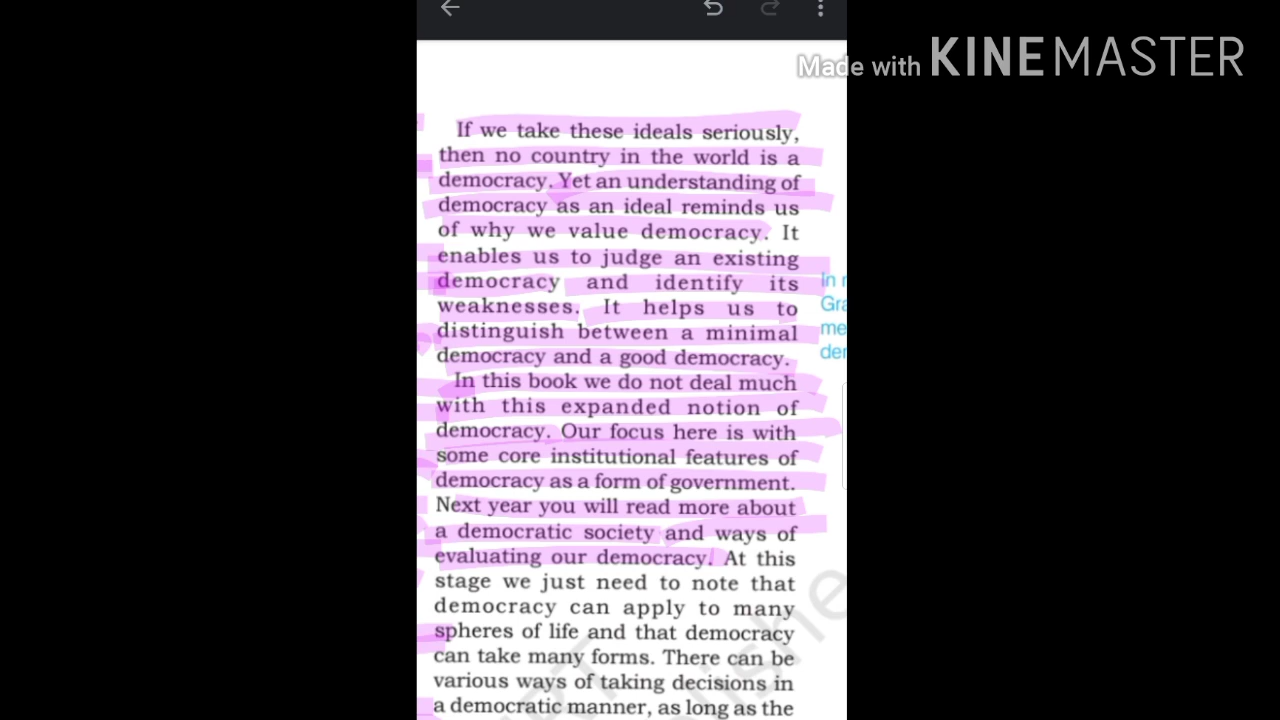 Made with KINEMASTER
If we take these ideals seriously,
then no country in the world is a
democracy. Yet an understanding of
democracy as an ideal reminds us
of why we value democracy. It
enables us to judge an existing
democracy and identify its
weaknesses. It helps us to
distinguish between a minimal
democracy and a good democracy.
In this book we do not deal much
with this expanded notion of
democracy. Our focus here is with
some core institutional features of
democracy as a form of government.
Next year you will read more about
a democratic society and ways of
evaluating our democracy. At this
stage we just need to note that
democracy can apply to many
spheres of life and that democracy
can take many forms. There can be
various ways of taking decisions in
a democratic manner, as long as the
In